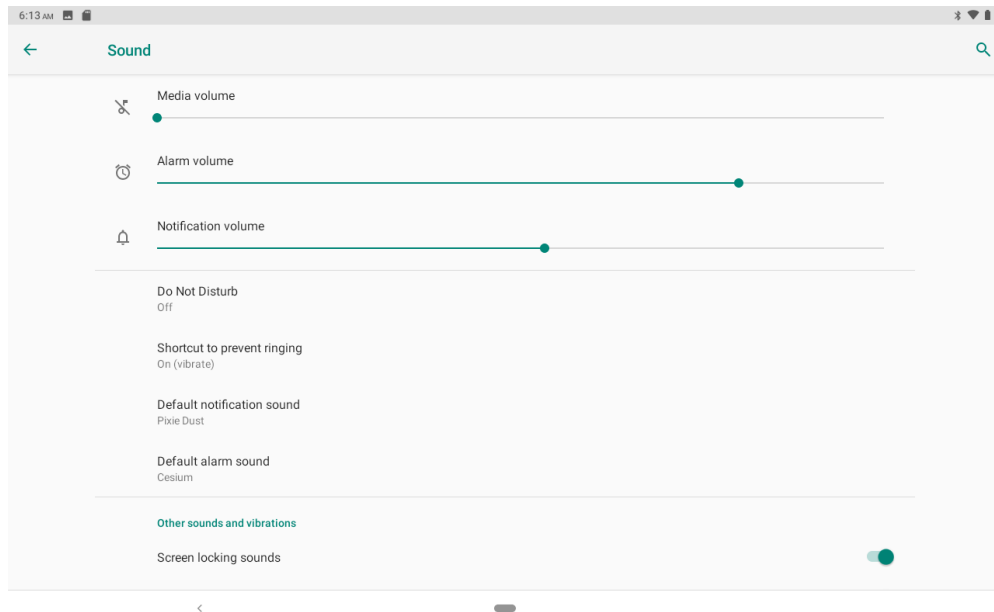 6:13 AM
Sound
Media volume
Alarm volume
Notification volume
Do Not Disturb
Off
Shortcut to prevent ringing
On (vibrate)
Default notification sound
Pixie Dust
Default alarm sound
Cesium
Other sounds and vibrations
Screen locking sounds